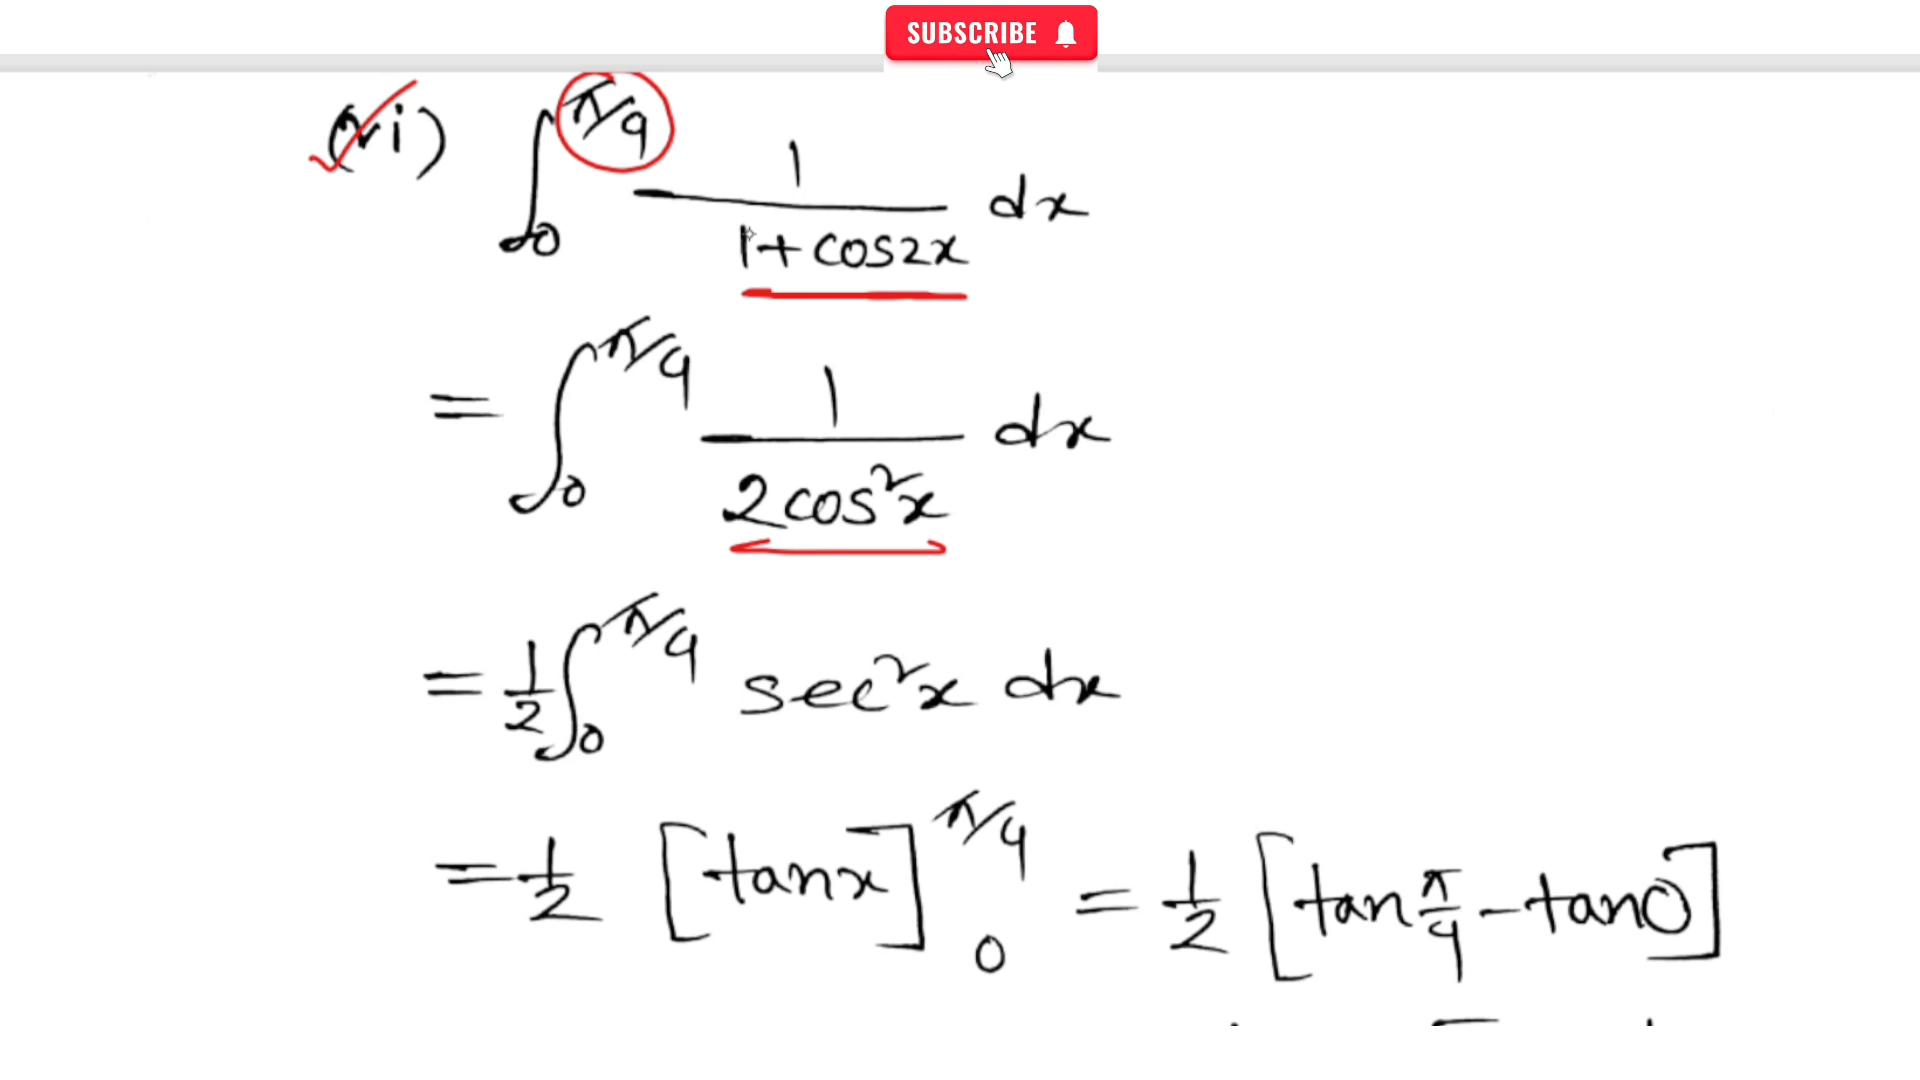 SUBSCRIBE
(vi) ∫₀^{π/4} 1/(1+cos2x) dx
= ∫₀^{π/4} 1/(2cos²x) dx
= 1/2 ∫₀^{π/4} sec²x dx
= 1/2 [tanx]₀^{π/4} = 1/2 [tan π/4 - tan0]